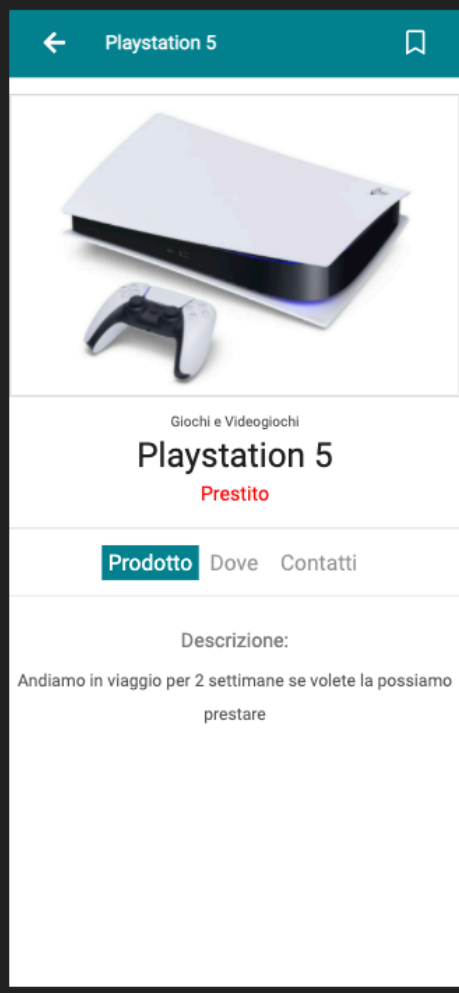 Playstation 5
Giochi e Videogiochi
Playstation 5
Prestito
Prodotto Dove Contatti
Descrizione:
Andiamo in viaggio per 2 settimane se volete la possiamo
prestare